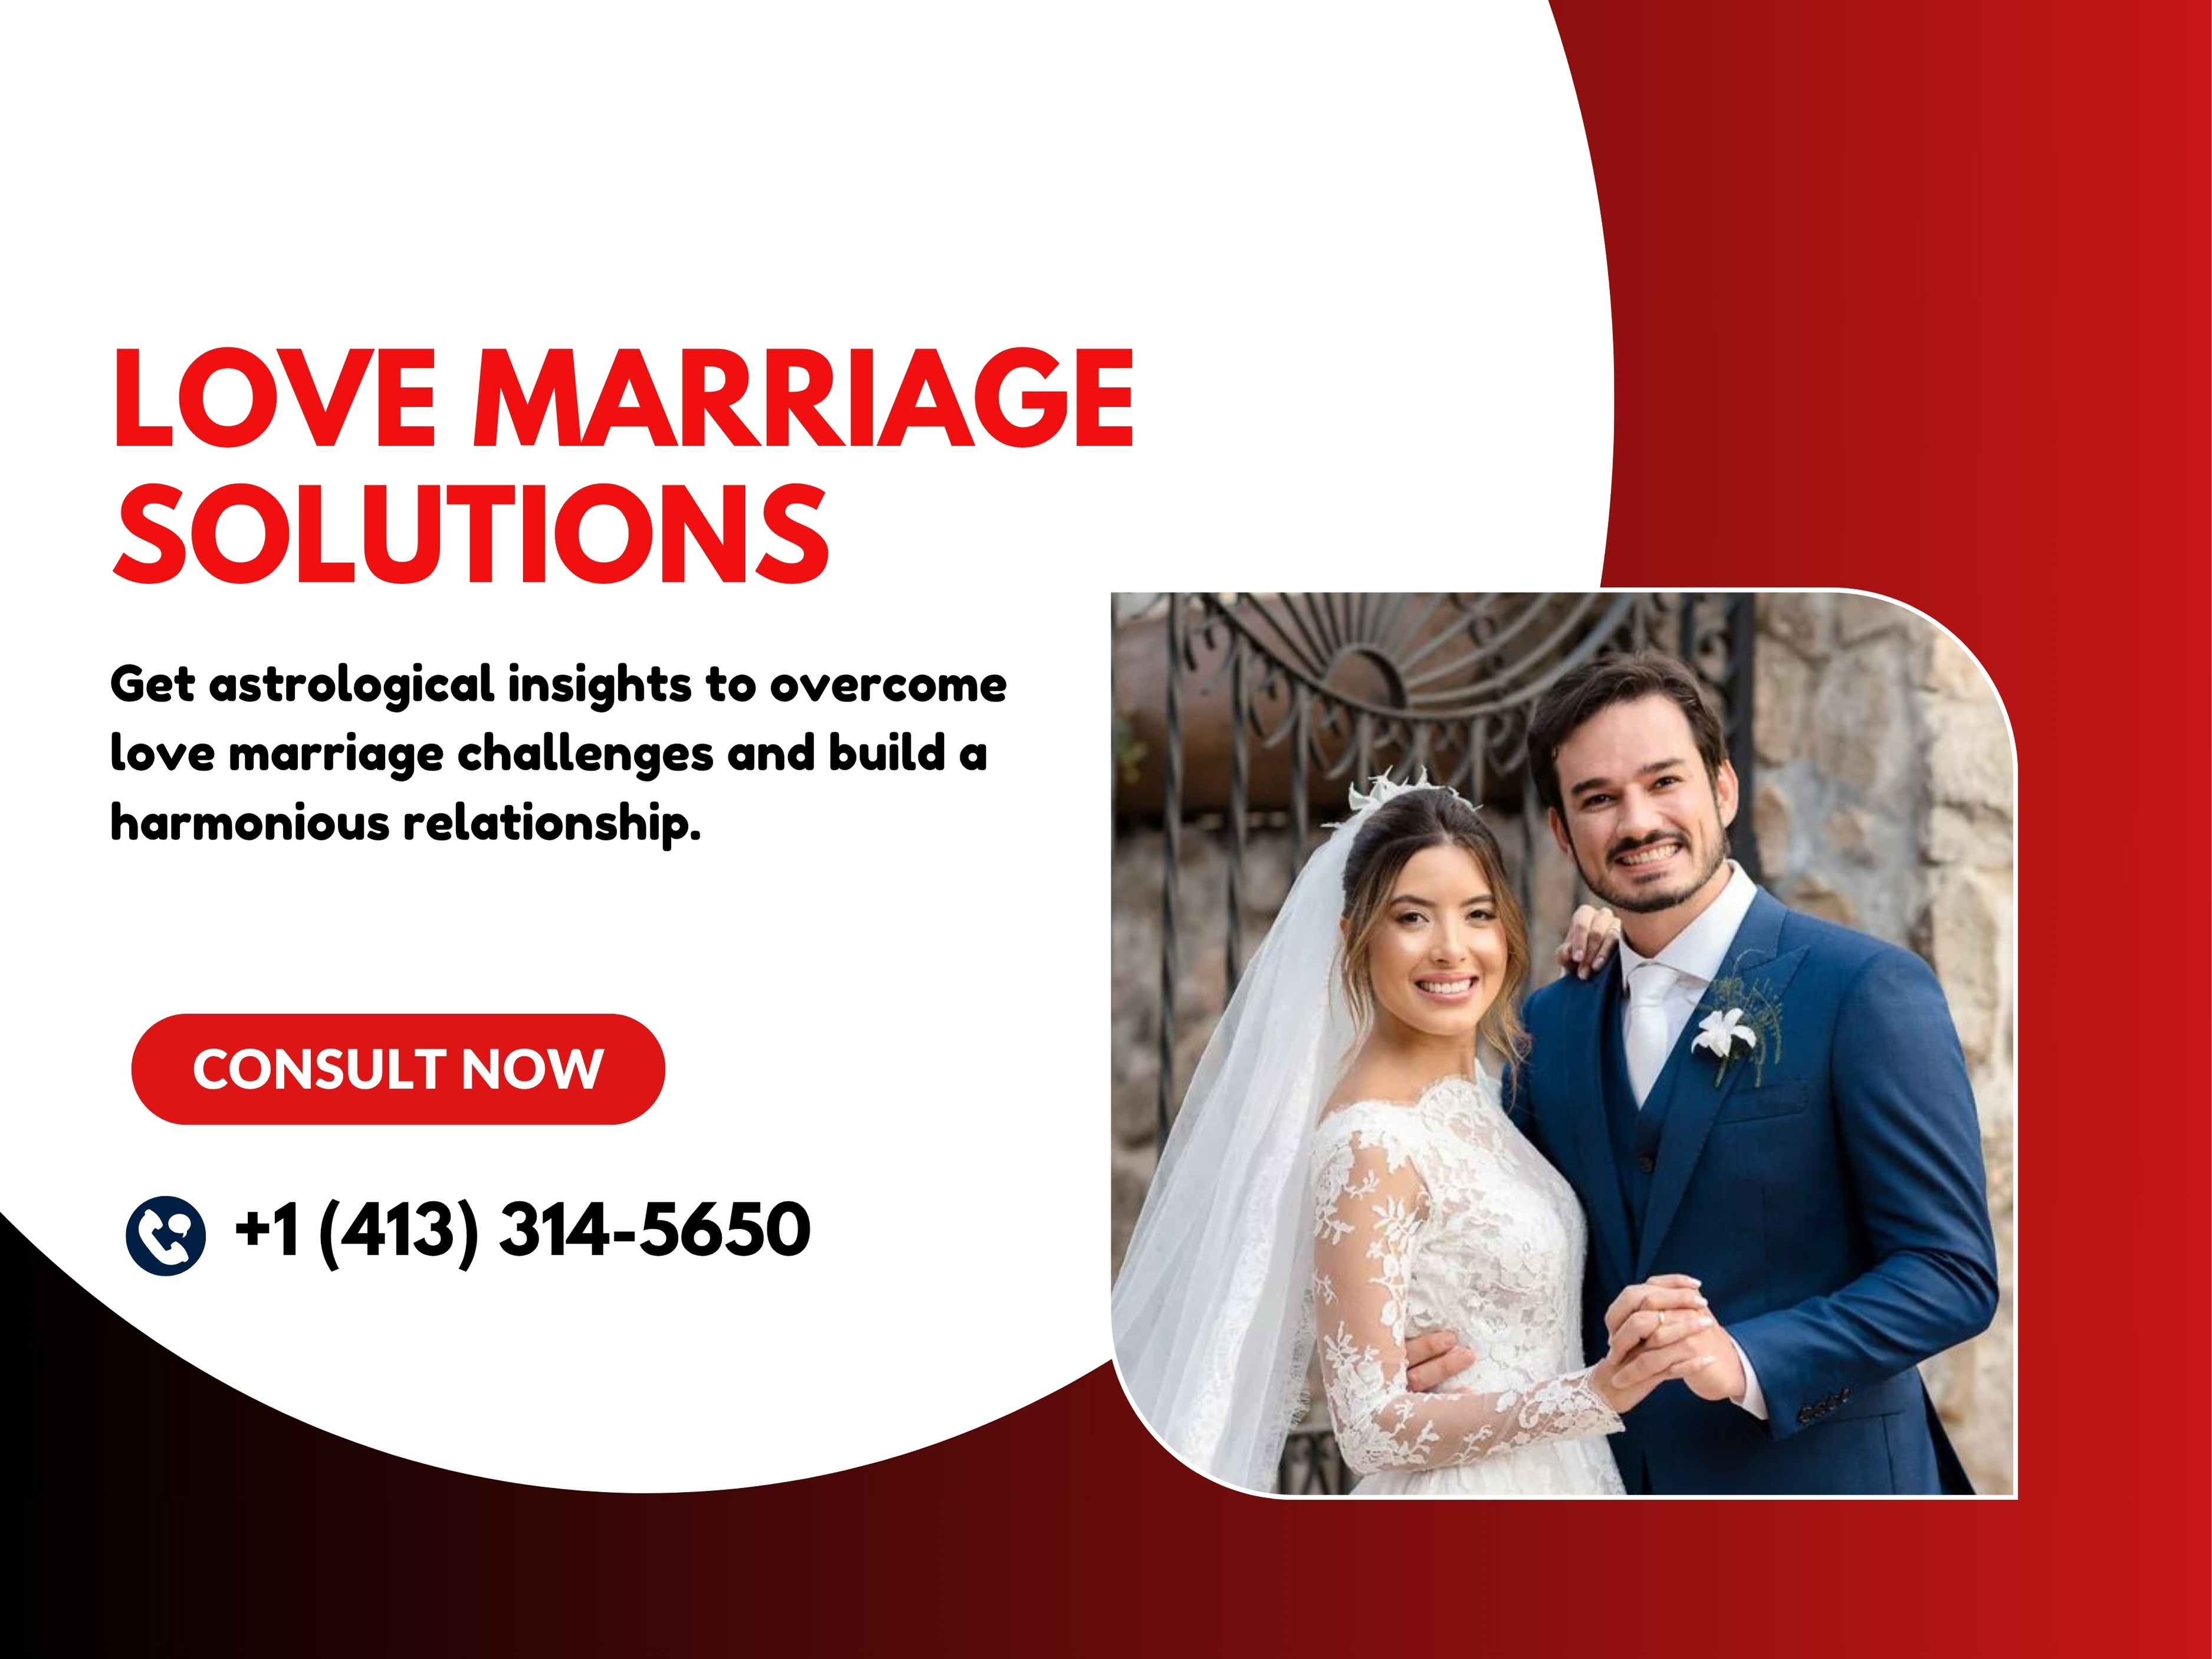 LOVE MARRIAGE
SOLUTIONS
Get astrological insights to overcome
love marriage challenges and build a
harmonious relationship.
CONSULT NOW
+1 (413) 314-5650